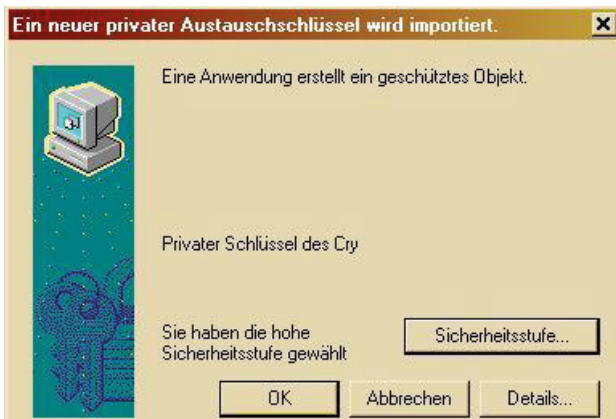 Ein neuer privater Austauschschlüssel wird importiert.
Eine Anwendung erstellt ein geschütztes Objekt.
Privater Schlüssel des Cry
Sie haben die hohe
Sicherheitsstufe gewählt
Sicherheitsstufe...
OK
Abbrechen
Details...